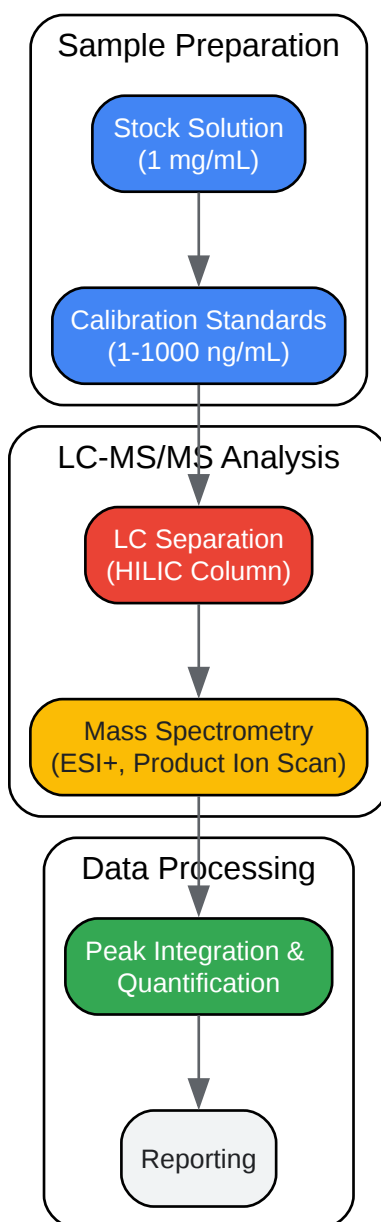 Sample Preparation
Stock Solution
(1 mg/mL)
Calibration Standards
(1-1000 ng/mL)
LC-MS/MS Analysis
LC Separation
(HILIC Column)
Mass Spectrometry
(ESI+, Product Ion Scan)
Data Processing
Peak Integration &
Quantification
Reporting